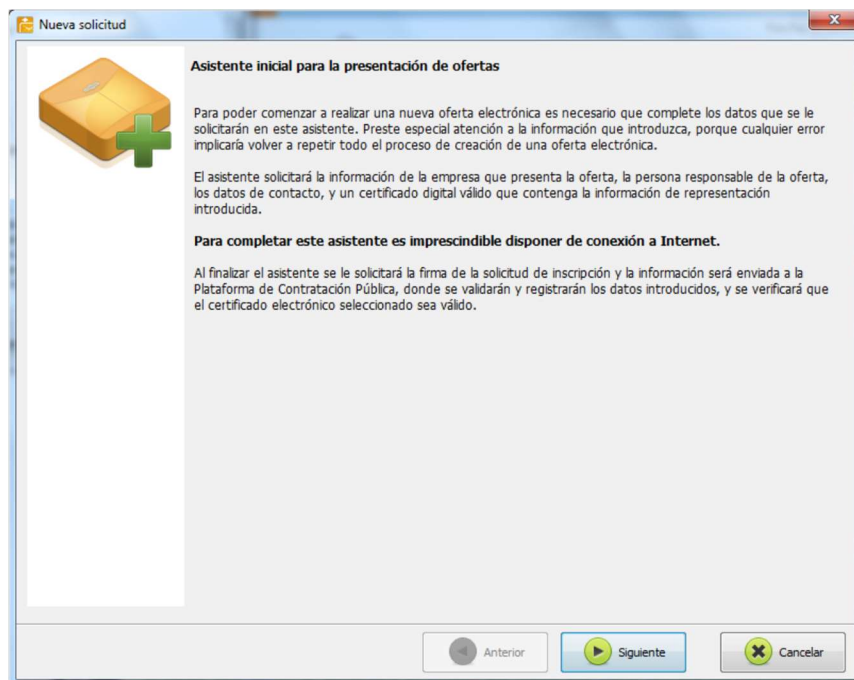 Nueva solicitud
Asistente inicial para la presentación de ofertas
Para poder comenzar a realizar una nueva oferta electrónica es necesario que complete los datos que se le
solicitarán en este asistente. Preste especial atención a la información que introduzca, porque cualquier error
implicaría volver a repetir todo el proceso de creación de una oferta electrónica.
El asistente solicitará la información de la empresa que presenta la oferta, la persona responsable de la oferta,
los datos de contacto, y un certificado digital válido que contenga la información de representación
introducida.
Para completar este asistente es imprescindible disponer de conexión a Internet.
Al finalizar el asistente se le solicitará la firma de la solicitud de inscripción y la información será enviada a la
Plataforma de Contratación Pública, donde se validarán y registrarán los datos introducidos, y se verificará que
el certificado electrónico seleccionado sea válido.
Anterior
Siguiente
Cancelar